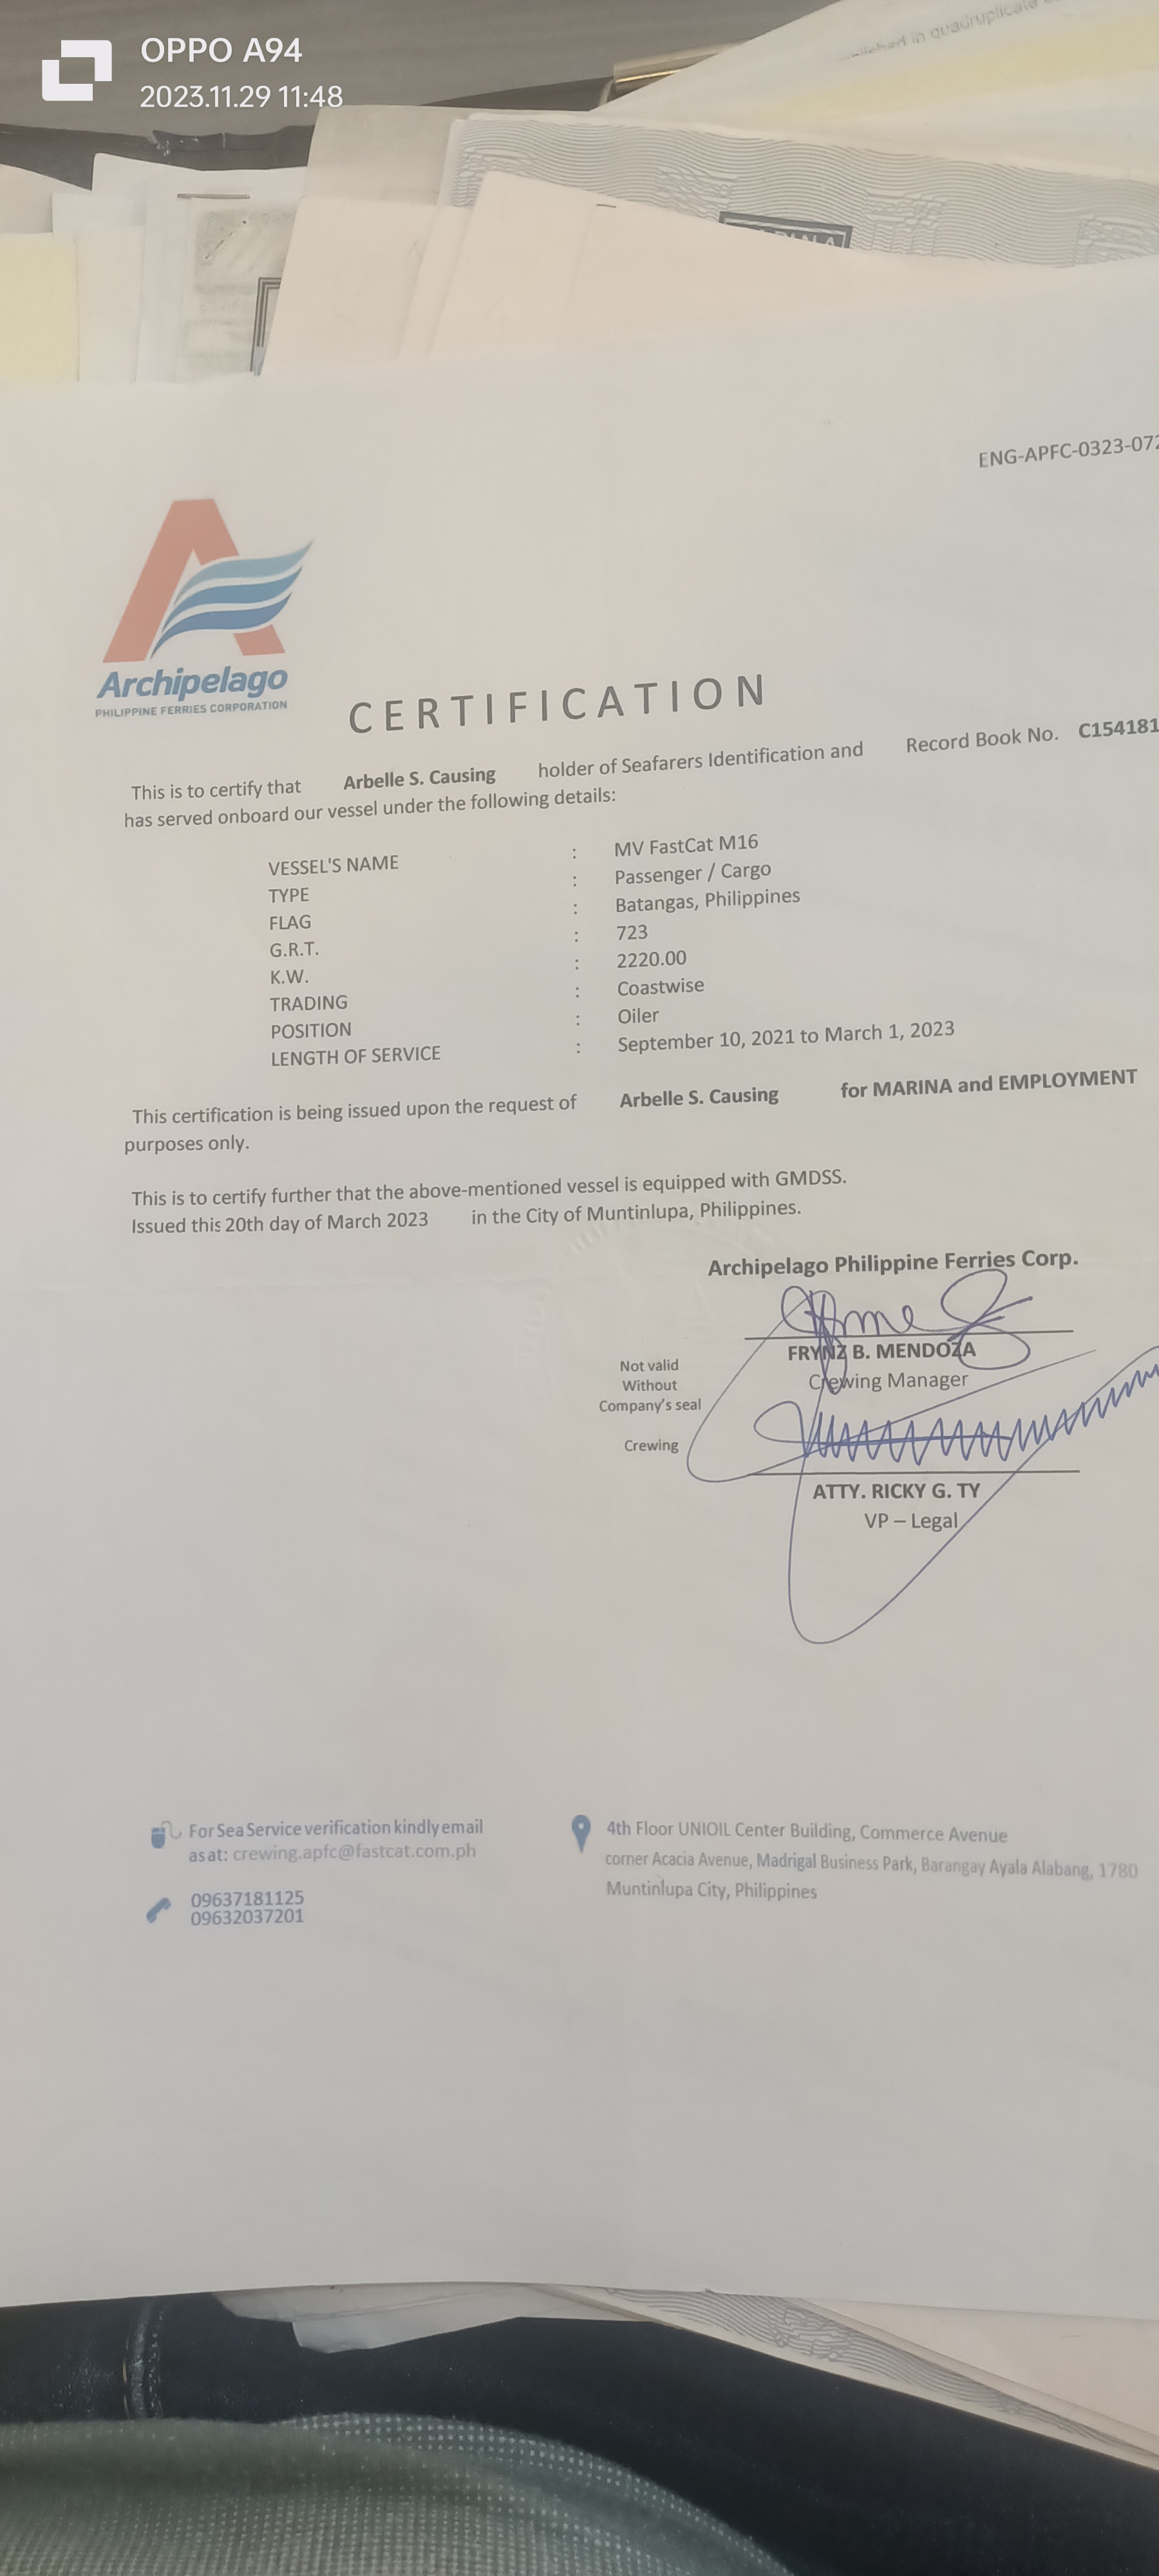 OPPO A94
2023.11.29 11:48
in quadruplicate
ENG-APFC-0323-072
Archipelago
PHILIPPINE FERRIES CORPORATION
CERTIFICATION
This is to certify that Arbelle S. Causing holder of Seafarers Identification and Record Book No. C154181
has served onboard our vessel under the following details:
VESSEL'S NAME : MV FastCat M16
TYPE : Passenger / Cargo
FLAG : Batangas, Philippines
G.R.T. : 723
K.W. : 2220.00
TRADING : Coastwise
POSITION : Oiler
LENGTH OF SERVICE : September 10, 2021 to March 1, 2023
This certification is being issued upon the request of Arbelle S. Causing for MARINA and EMPLOYMENT
purposes only.
This is to certify further that the above-mentioned vessel is equipped with GMDSS.
Issued this 20th day of March 2023 in the City of Muntinlupa, Philippines.
Archipelago Philippine Ferries Corp.
FRYNZ B. MENDOZA
Crewing Manager
Not valid
Without
Company's seal
Crewing
ATTY. RICKY G. TY
VP – Legal
For Sea Service verification kindly email
as at: crewing.apfc@fastcat.com.ph
09637181125
09632037201
4th Floor UNIOIL Center Building, Commerce Avenue
corner Acacia Avenue, Madrigal Business Park, Barangay Ayala Alabang, 1780
Muntinlupa City, Philippines